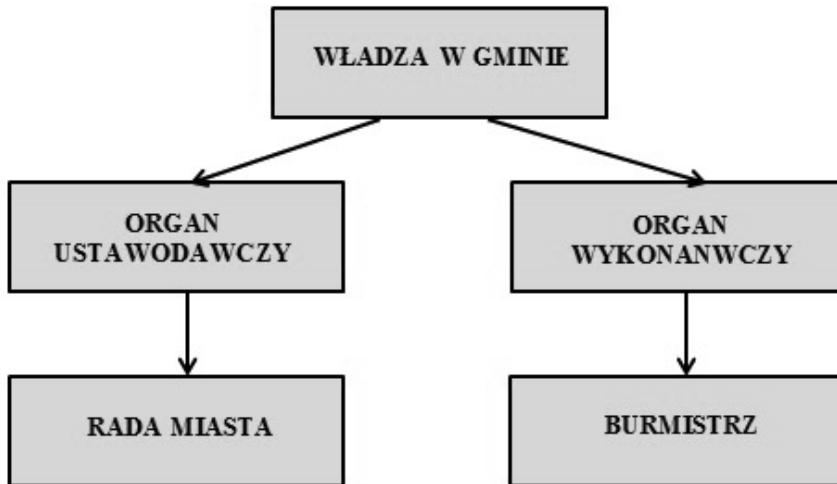 WŁADZA W GMINIE
ORGAN
USTAWODAWCZY
ORGAN
WYKONANWCZY
RADA MIASTA
BURMISTRZ